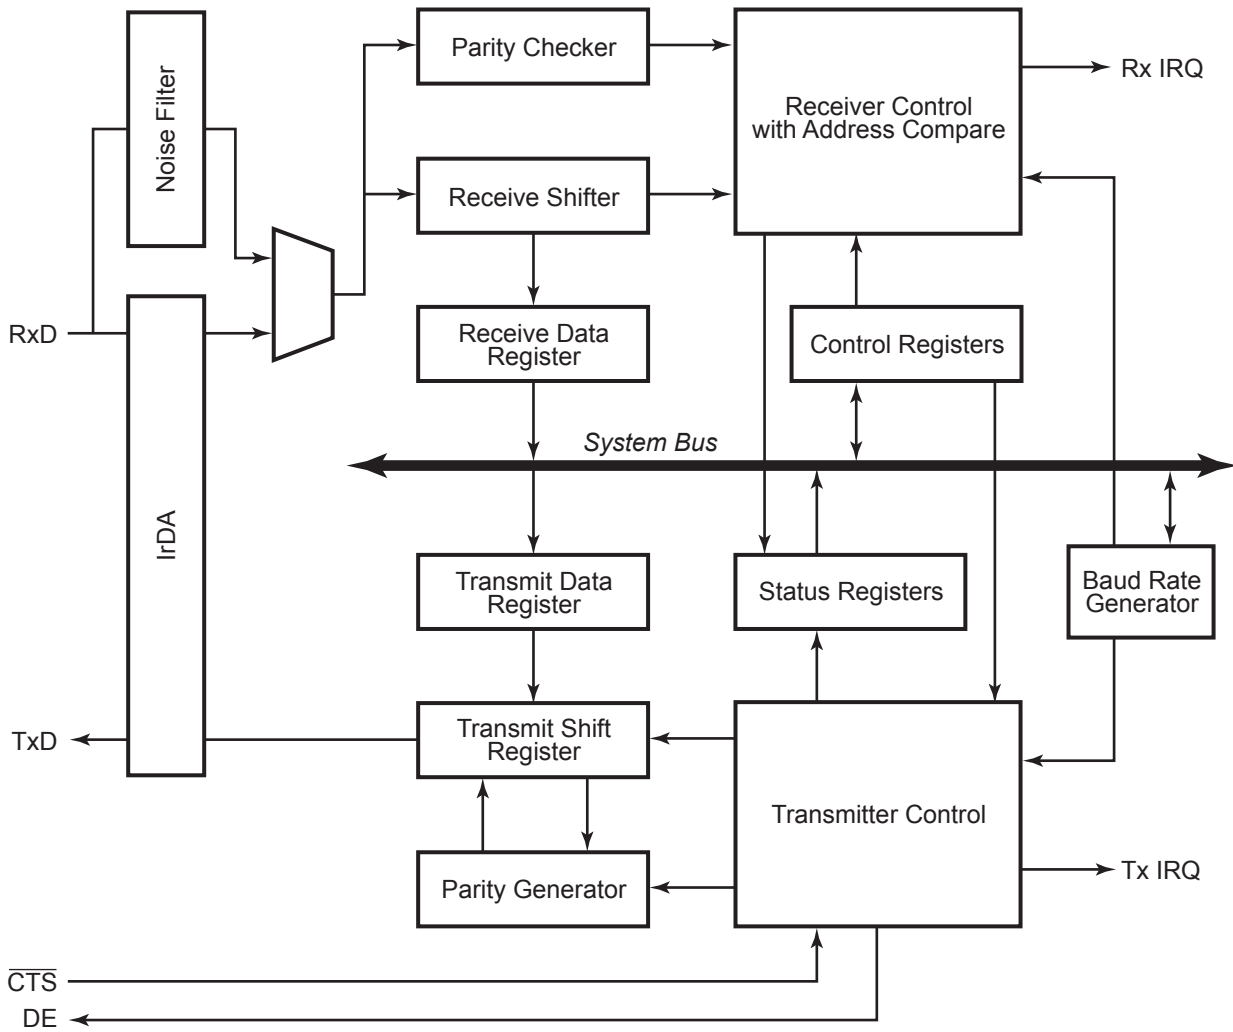 Noise Filter
Parity Checker
Receiver Control
with Address Compare
Rx IRQ
Receive Shifter
RxD
Receive Data
Register
Control Registers
System Bus
IrDA
Transmit Data
Register
Status Registers
Baud Rate
Generator
TxD
Transmit Shift
Register
Transmitter Control
Parity Generator
Tx IRQ
C̅T̅S̅
DE